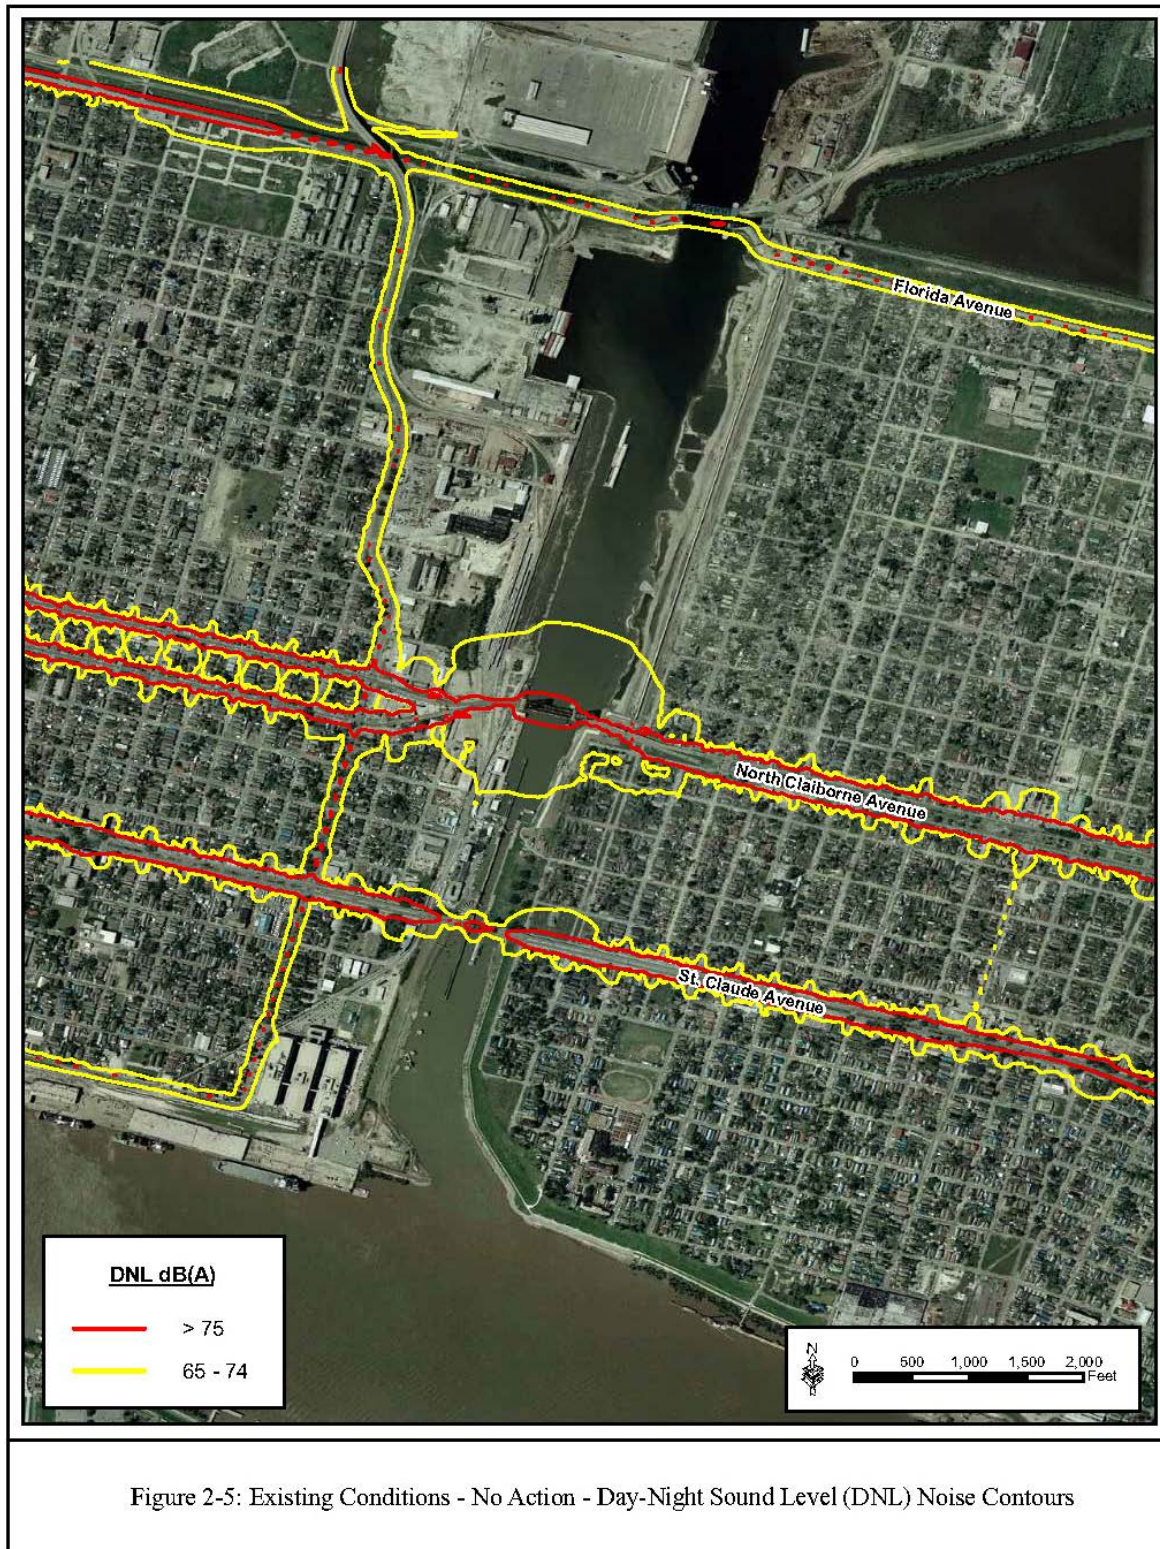 Florida Avenue
North Claiborne Avenue
St. Claude Avenue
DNL dB(A)
> 75
65 - 74
N
0 500 1,000 1,500 2,000
Feet
Figure 2-5: Existing Conditions - No Action - Day-Night Sound Level (DNL) Noise Contours